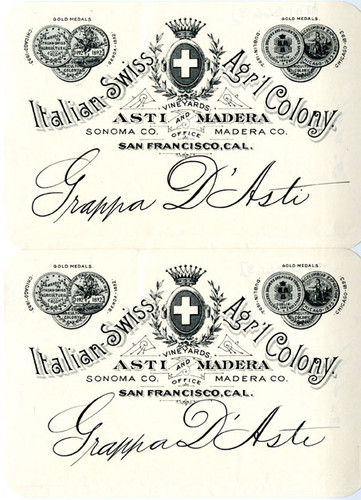 GOLD MEDALS.
GOLD MEDALS.
Italian-Swiss Agr'l Colony.
VINEYARDS
ASTI AND MADERA
SONOMA CO. OFFICE MADERA CO.
SAN FRANCISCO, CAL.
Grappa D'Asti
GOLD MEDALS.
GOLD MEDALS.
Italian-Swiss Agr'l Colony.
VINEYARDS
ASTI AND MADERA
SONOMA CO. OFFICE MADERA CO.
SAN FRANCISCO, CAL.
Grappa D'Asti